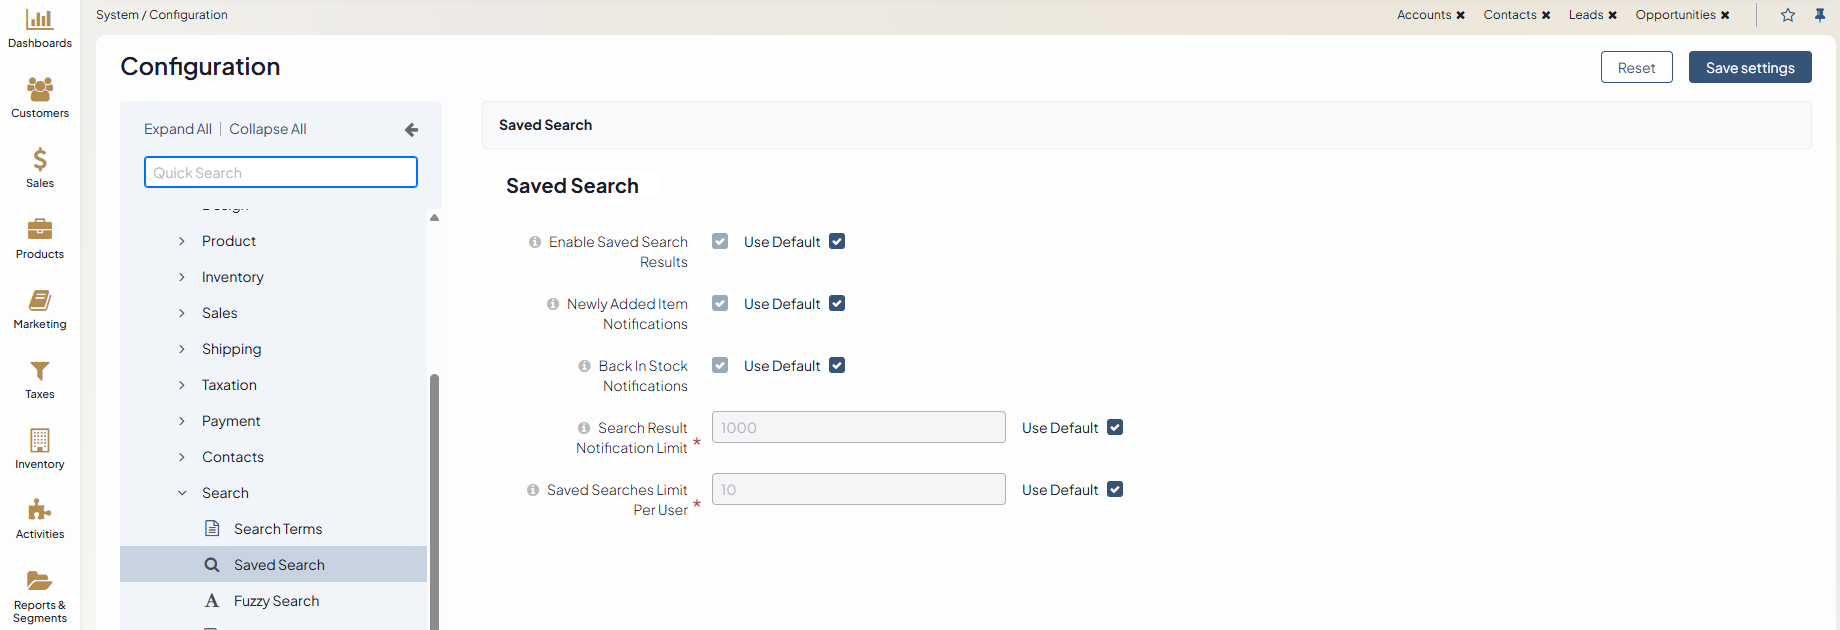 System / Configuration
Accounts ✖ Contacts ✖ Leads ✖ Opportunities ✖
Dashboards
Customers
Sales
Products
Marketing
Taxes
Inventory
Activities
Reports &
Segments
Configuration
Reset
Save settings
Expand All | Collapse All
Quick Search
Design
Product
Inventory
Sales
Shipping
Taxation
Payment
Contacts
Search
Search Terms
Saved Search
Fuzzy Search
Saved Search
Saved Search
Enable Saved Search
Results
Use Default
Newly Added Item
Notifications
Use Default
Back In Stock
Notifications
Use Default
Search Result
Notification Limit *
1000
Use Default
Saved Searches Limit
Per User *
10
Use Default